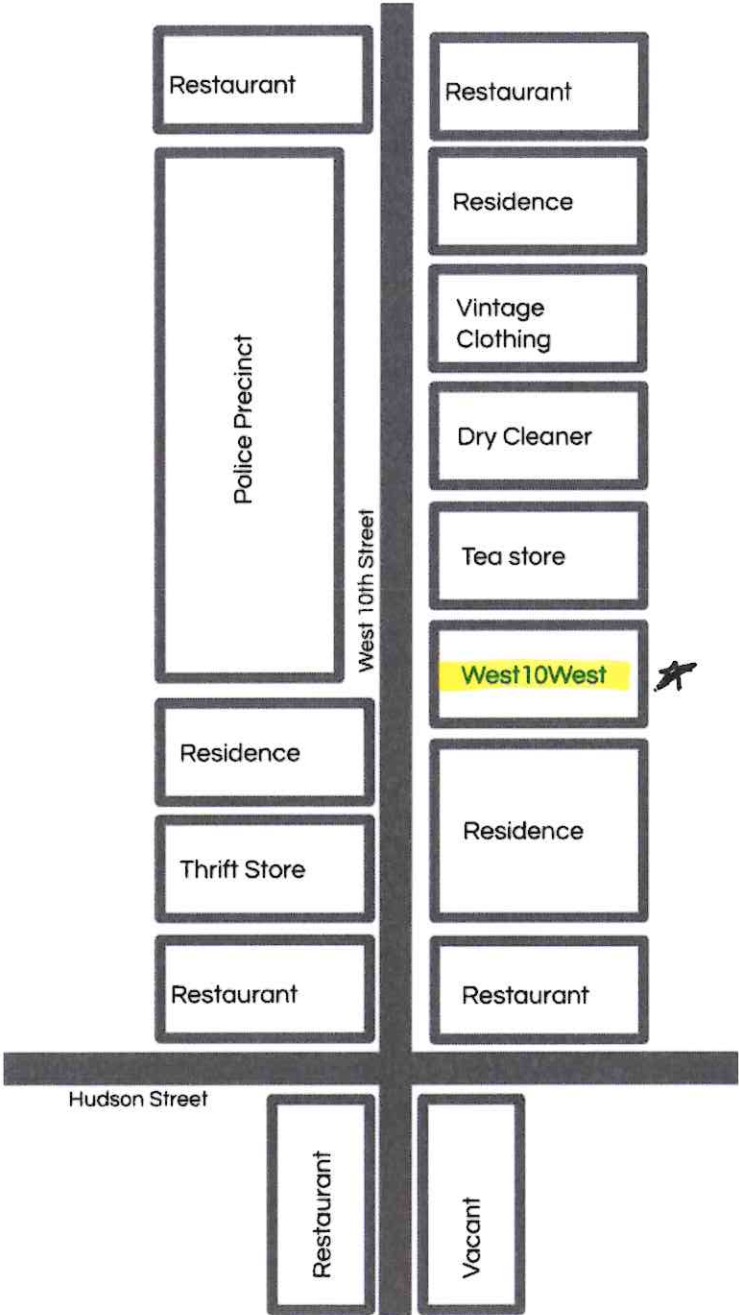 Restaurant
Restaurant
Residence
Vintage
Clothing
Police Precinct
Dry Cleaner
West 10th Street
Tea store
West10West
Residence
Residence
Thrift Store
Restaurant
Restaurant
Hudson Street
Restaurant
Vacant